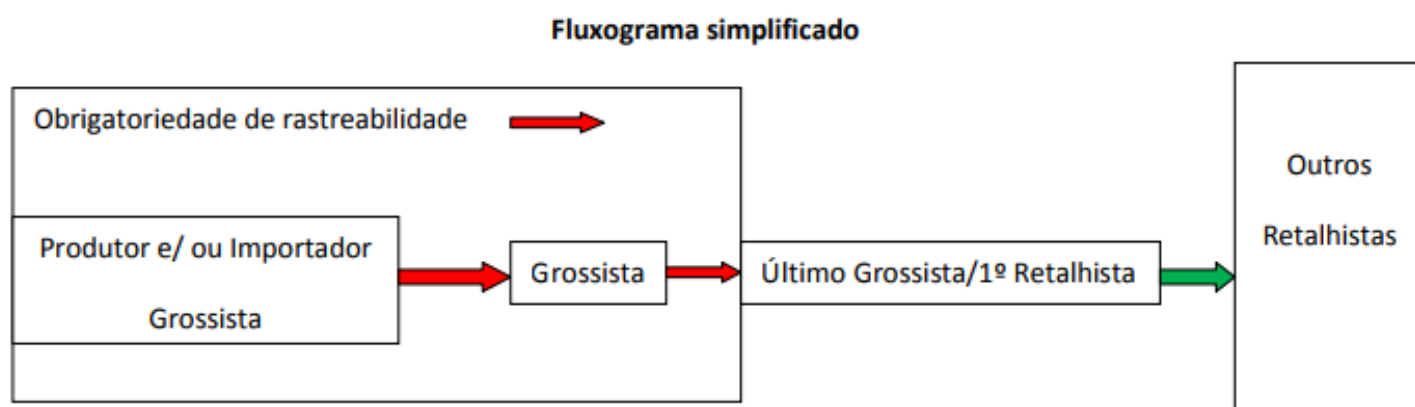 Fluxograma simplificado
Obrigatoriedade de rastreabilidade
Produtor e/ ou Importador
Grossista
Grossista
Último Grossista/1º Retalhista
Outros
Retalhistas